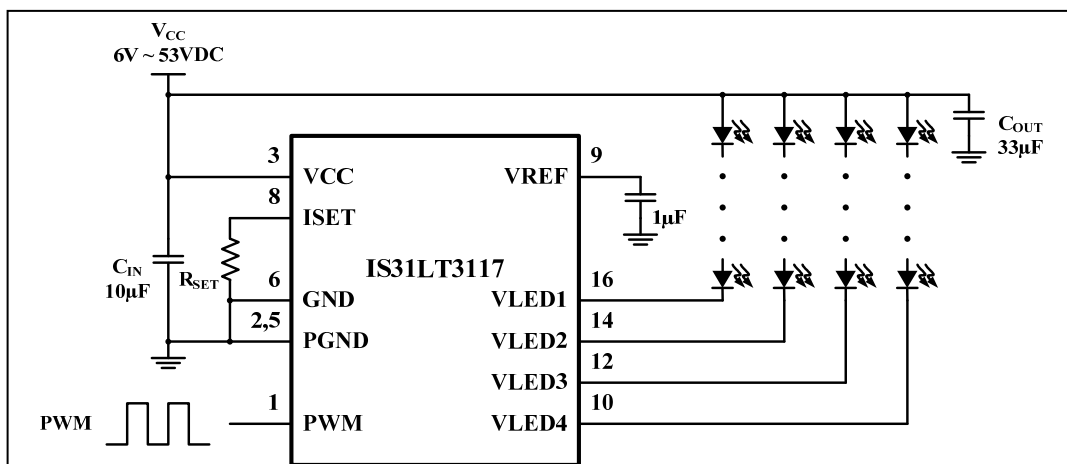 VCC
6V ~ 53VDC
COUT
33µF
3
VCC
8
ISET
9
VREF
1µF
CIN
10µF
RSET
IS31LT3117
6
GND
2,5
PGND
16
VLED1
14
VLED2
12
VLED3
10
VLED4
PWM
1
PWM